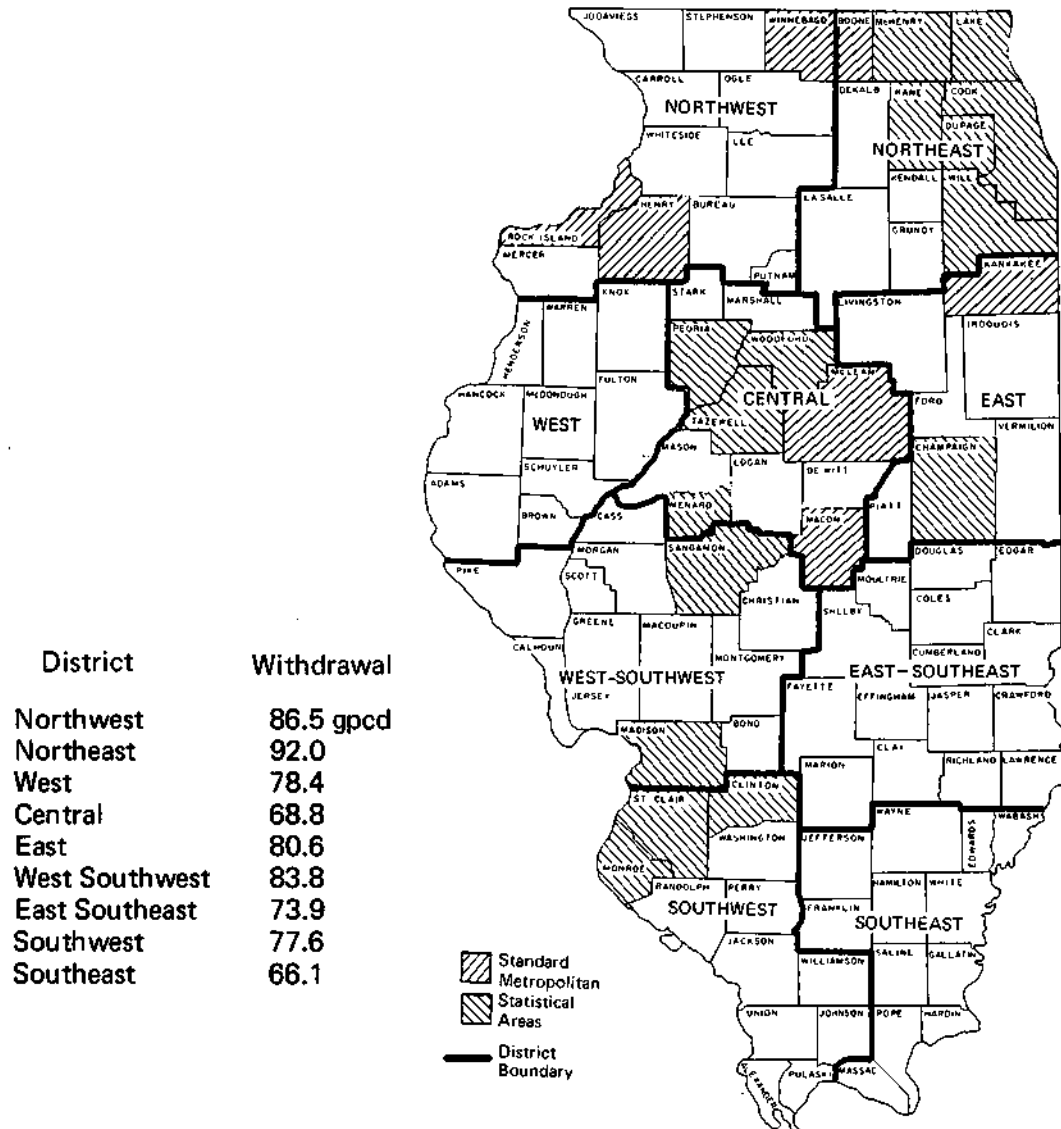 District Withdrawal
Northwest 86.5 gpcd
Northeast 92.0
West 78.4
Central 68.8
East 80.6
West Southwest 83.8
East Southeast 73.9
Southwest 77.6
Southeast 66.1
JODAVIESS STEPHENSON WINNEBAGO BOONE McHENRY LAKE
CARROLL OGLE DEKALB KANE COOK
NORTHWEST
DUPAGE
WHITESIDE LEE NORTHEAST
KENDALL WILL
HENRY BUREAU LA SALLE
GRUNDY
ROCK ISLAND
MERCER KANKAKEE
PUTNAM
KNOX STARK MARSHALL LIVINGSTON
WARREN
HENDERSON PEORIA WOODFORD IROQUOIS
FULTON McLEAN
HANCOCK McDONOUGH CENTRAL FORD EAST
WEST TAZEWELL VERMILION
MASON LOGAN CHAMPAIGN
SCHUYLER DE WITT
ADAMS MENARD PIATT
BROWN CASS MACON
MORGAN SANGAMON DOUGLAS EDGAR
PIKE MOULTRIE
SCOTT CHRISTIAN SHELBY COLES
GREENE MACOUPIN CLARK
CALHOUN MONTGOMERY CUMBERLAND
WEST-SOUTHWEST EAST-SOUTHEAST
JERSEY FAYETTE EFFINGHAM JASPER CRAWFORD
MADISON BOND CLAY
MARION RICHLAND LAWRENCE
ST. CLAIR CLINTON
WAYNE WABASH
WASHINGTON JEFFERSON EDWARDS
MONROE
RANDOLPH PERRY HAMILTON WHITE
SOUTHWEST FRANKLIN SOUTHEAST
JACKSON
WILLIAMSON SALINE GALLATIN
UNION JOHNSON POPE HARDIN
ALEXANDER PULASKI MASSAC
Standard
Metropolitan
Statistical
Areas
District
Boundary